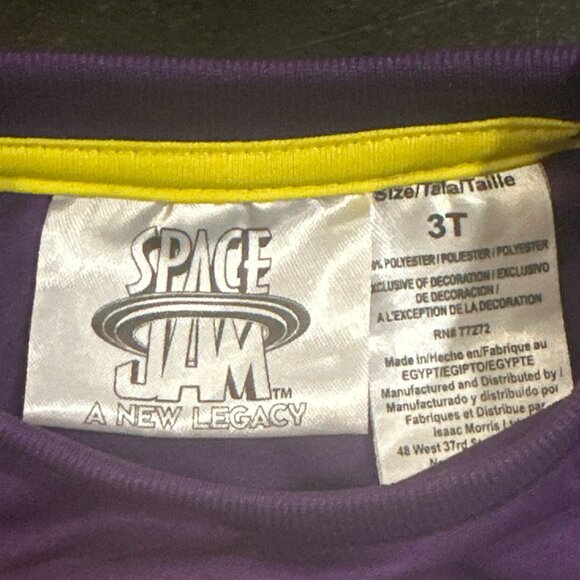 SPACE
JAM™
A NEW LEGACY
Size/Talla/Taille
3T
% POLYESTER / POLIESTER / POLYESTER
EXCLUSIVE OF DECORATION / EXCLUSIVO
DE DECORACION /
A L'EXCEPTION DE LA DECORATION
RN# 77272
Made in/Hecho en/Fabrique au
EGYPT/EGIPTO/EGYPTE
Manufactured and Distributed by /
Manufacturado y distribuido por /
Fabriques et Distribue par
Isaac Morris
48 West 37rd